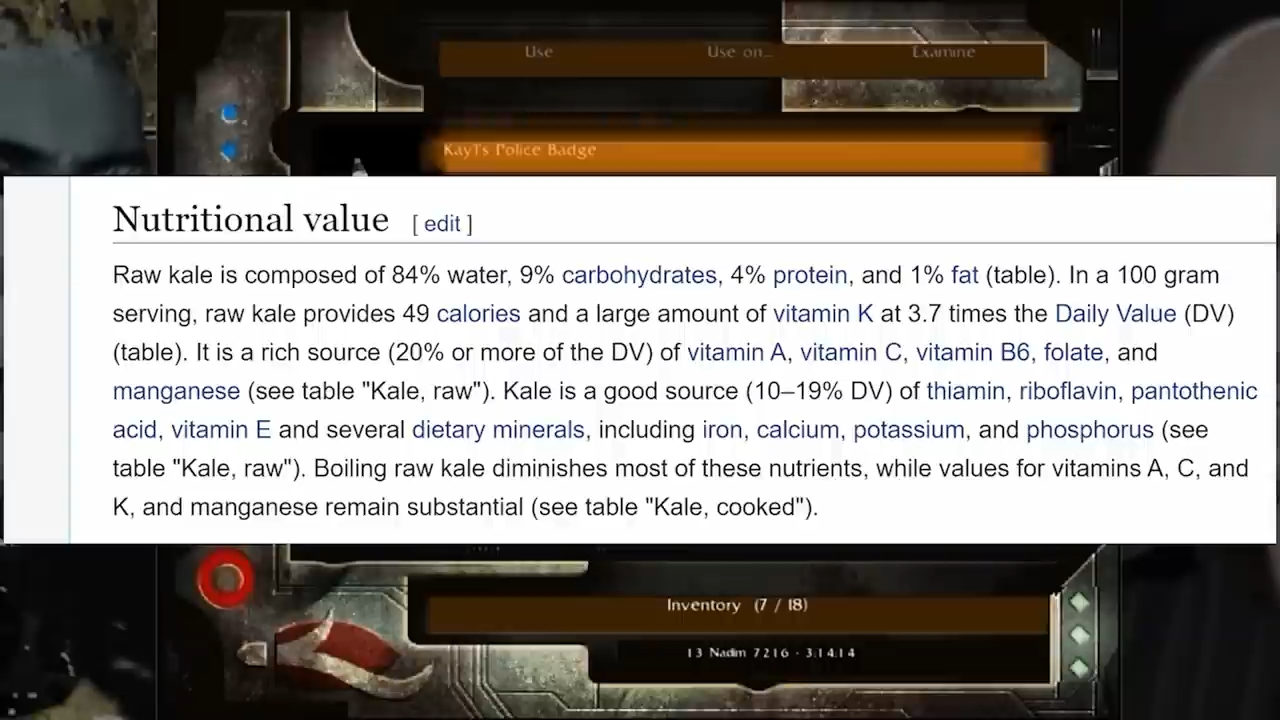 Use Use on... Examine
KayTs Police Badge
Nutritional value [ edit ]
Raw kale is composed of 84% water, 9% carbohydrates, 4% protein, and 1% fat (table). In a 100 gram
serving, raw kale provides 49 calories and a large amount of vitamin K at 3.7 times the Daily Value (DV)
(table). It is a rich source (20% or more of the DV) of vitamin A, vitamin C, vitamin B6, folate, and
manganese (see table "Kale, raw"). Kale is a good source (10–19% DV) of thiamin, riboflavin, pantothenic
acid, vitamin E and several dietary minerals, including iron, calcium, potassium, and phosphorus (see
table "Kale, raw"). Boiling raw kale diminishes most of these nutrients, while values for vitamins A, C, and
K, and manganese remain substantial (see table "Kale, cooked").
Inventory (7 / 18)
13 Nadim 7216 - 3:14:14